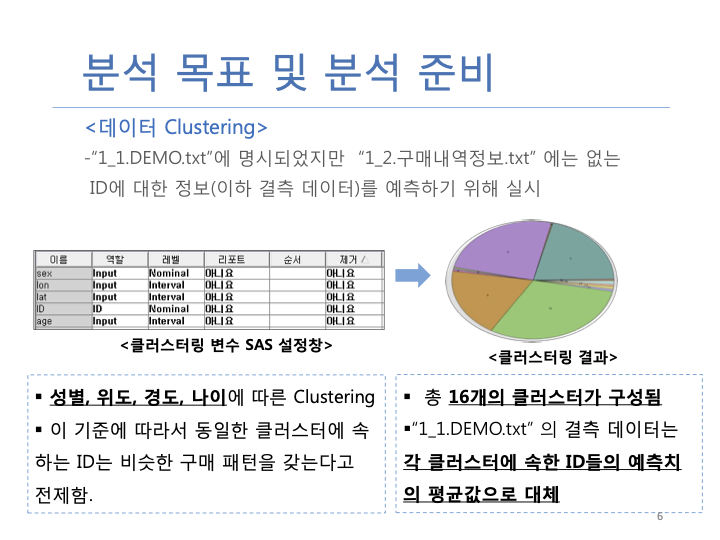 분석 목표 및 분석 준비
<데이터 Clustering>
-“1_1.DEMO.txt”에 명시되었지만 “1_2.구매내역정보.txt” 에는 없는
ID에 대한 정보(이하 결측 데이터)를 예측하기 위해 실시
이름 역할 레벨 리포트 순서 제거
sex Input Nominal 아니요 아니요
lon Input Interval 아니요 아니요
lat Input Interval 아니요 아니요
ID ID Nominal 아니요 아니요
age Input Interval 아니요 아니요
<클러스터링 변수 SAS 설정창>
<클러스터링 결과>
▪ 성별, 위도, 경도, 나이에 따른 Clustering
▪ 이 기준에 따라서 동일한 클러스터에 속
하는 ID는 비슷한 구매 패턴을 갖는다고
전제함.
▪ 총 16개의 클러스터가 구성됨
▪“1_1.DEMO.txt” 의 결측 데이터는
각 클러스터에 속한 ID들의 예측치
의 평균값으로 대체
6